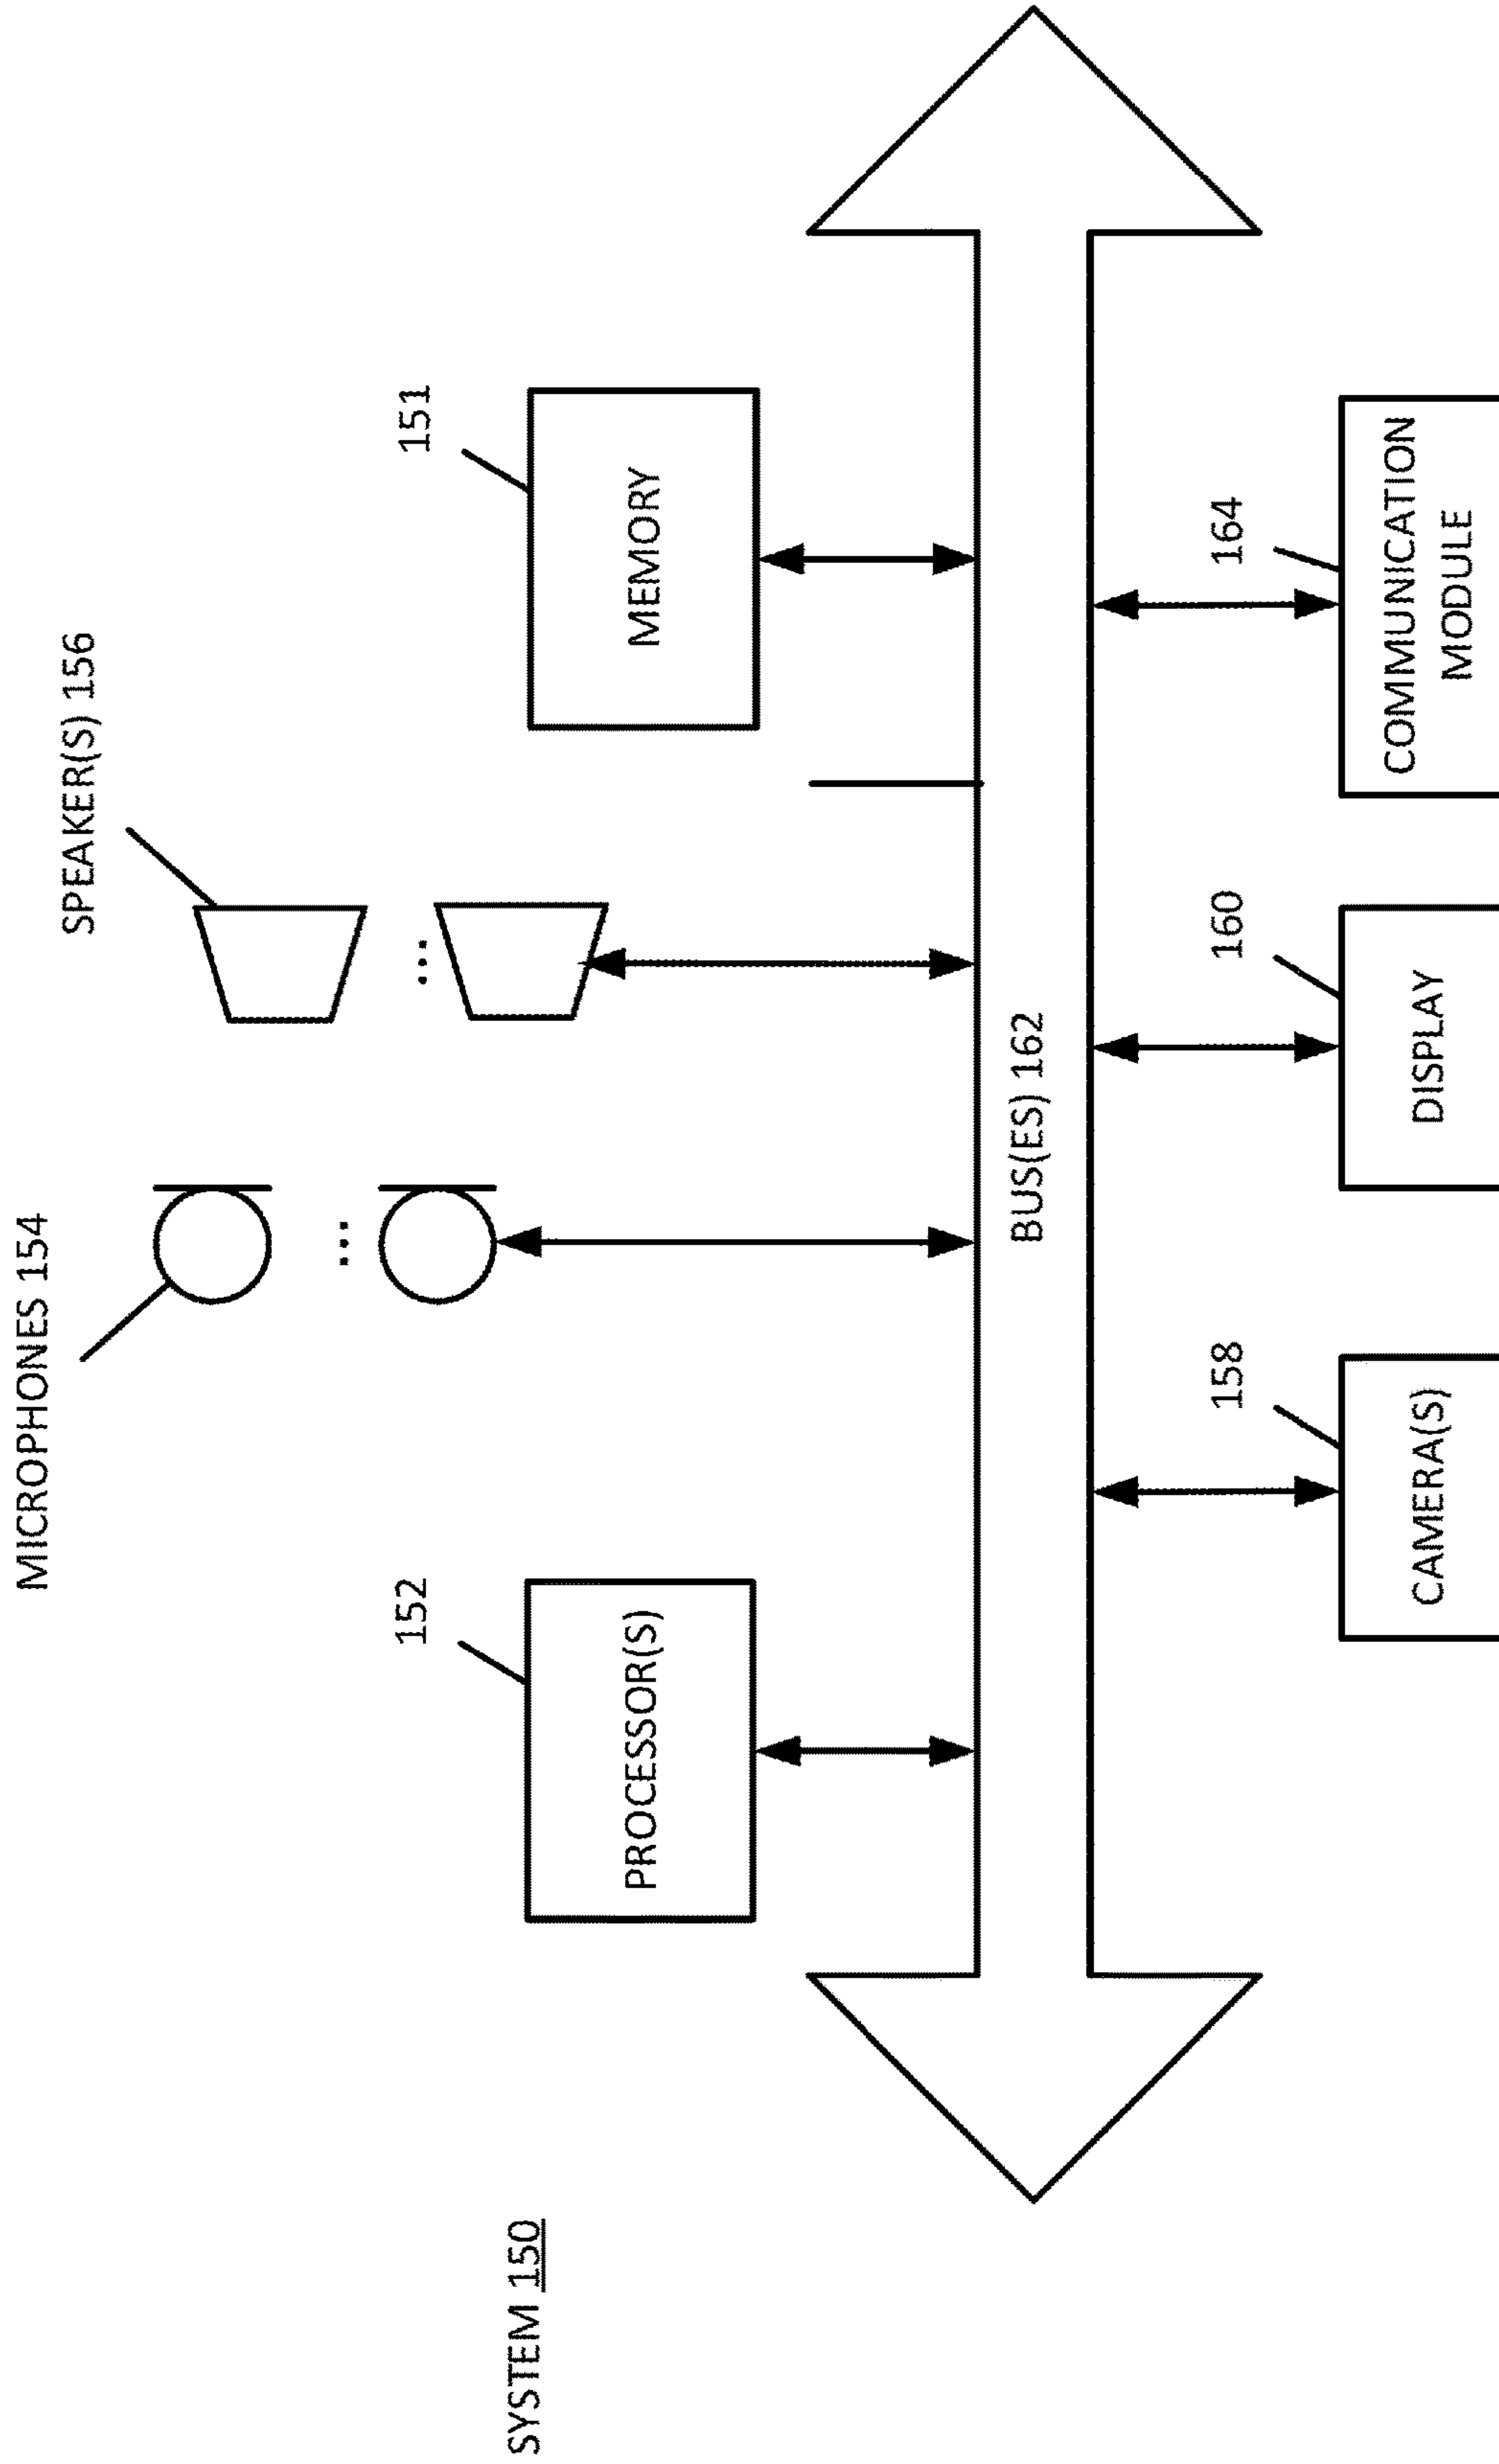 SYSTEM 150
MICROPHONES 154
SPEAKER(S) 156
152
151
PROCESSOR(S)
MEMORY
BUS(ES) 162
158
160
164
CAMERA(S)
DISPLAY
COMMUNICATION
MODULE